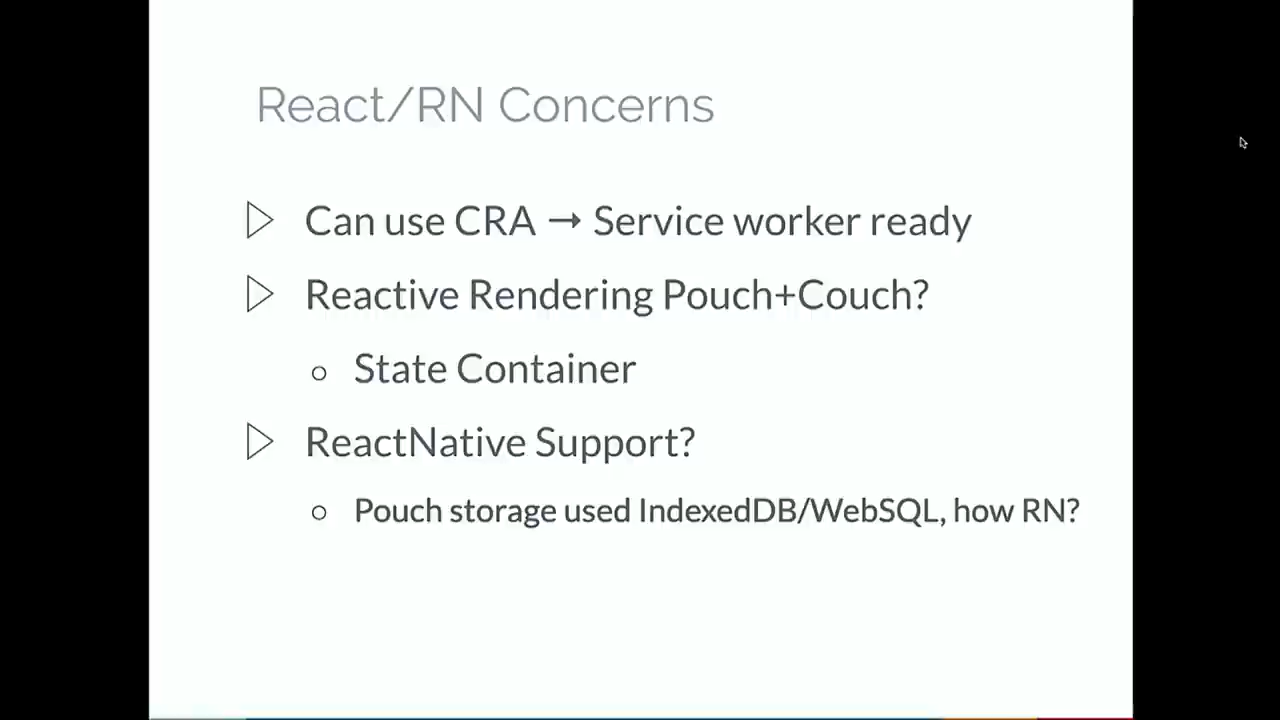 React/RN Concerns
Can use CRA → Service worker ready
Reactive Rendering Pouch+Couch?
State Container
ReactNative Support?
Pouch storage used IndexedDB/WebSQL, how RN?